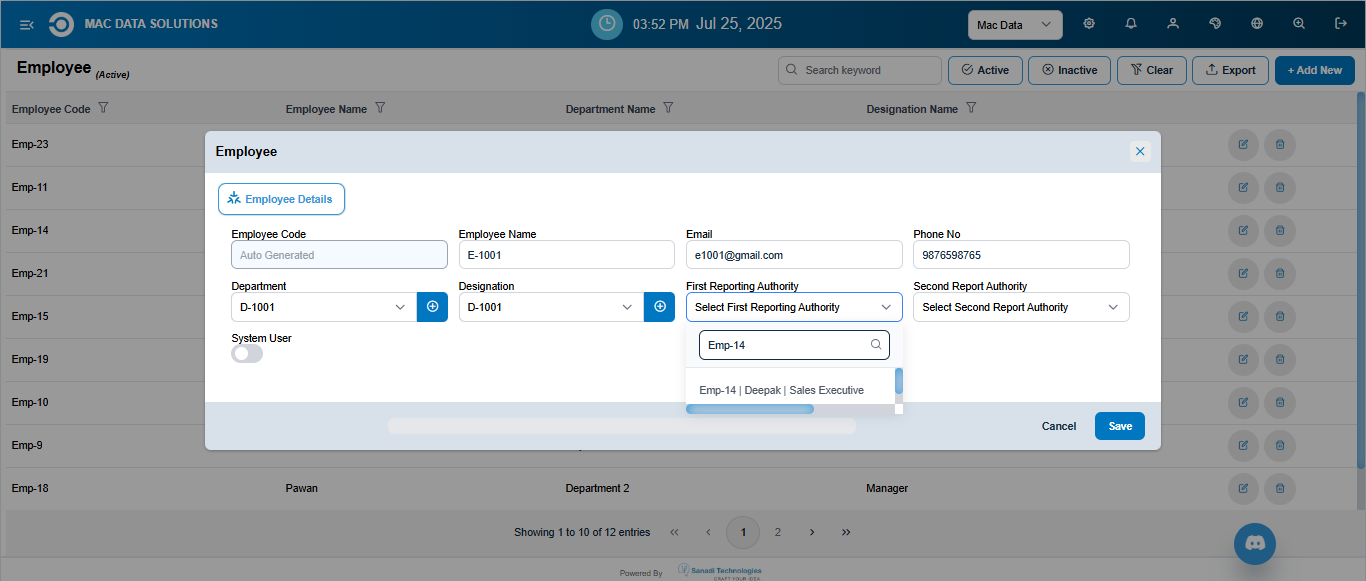 MAC DATA SOLUTIONS
03:52 PM Jul 25, 2025
Mac Data
Employee (Active)
Search keyword
Active
Inactive
Clear
Export
+ Add New
Employee Code
Employee Name
Department Name
Designation Name
Emp-23
Emp-11
Emp-14
Emp-21
Emp-15
Emp-19
Emp-10
Emp-9
Emp-18 Pawan Department 2 Manager
Employee
Employee Details
Employee Code
Auto Generated
Employee Name
E-1001
Email
e1001@gmail.com
Phone No
9876598765
Department
D-1001
Designation
D-1001
First Reporting Authority
Select First Reporting Authority
Second Report Authority
Select Second Report Authority
System User
Emp-14
Emp-14 | Deepak | Sales Executive
Cancel
Save
Showing 1 to 10 of 12 entries
« ‹ 1 2 › »
Powered By
Sanadi Technologies
CRAFT YOUR IDEA